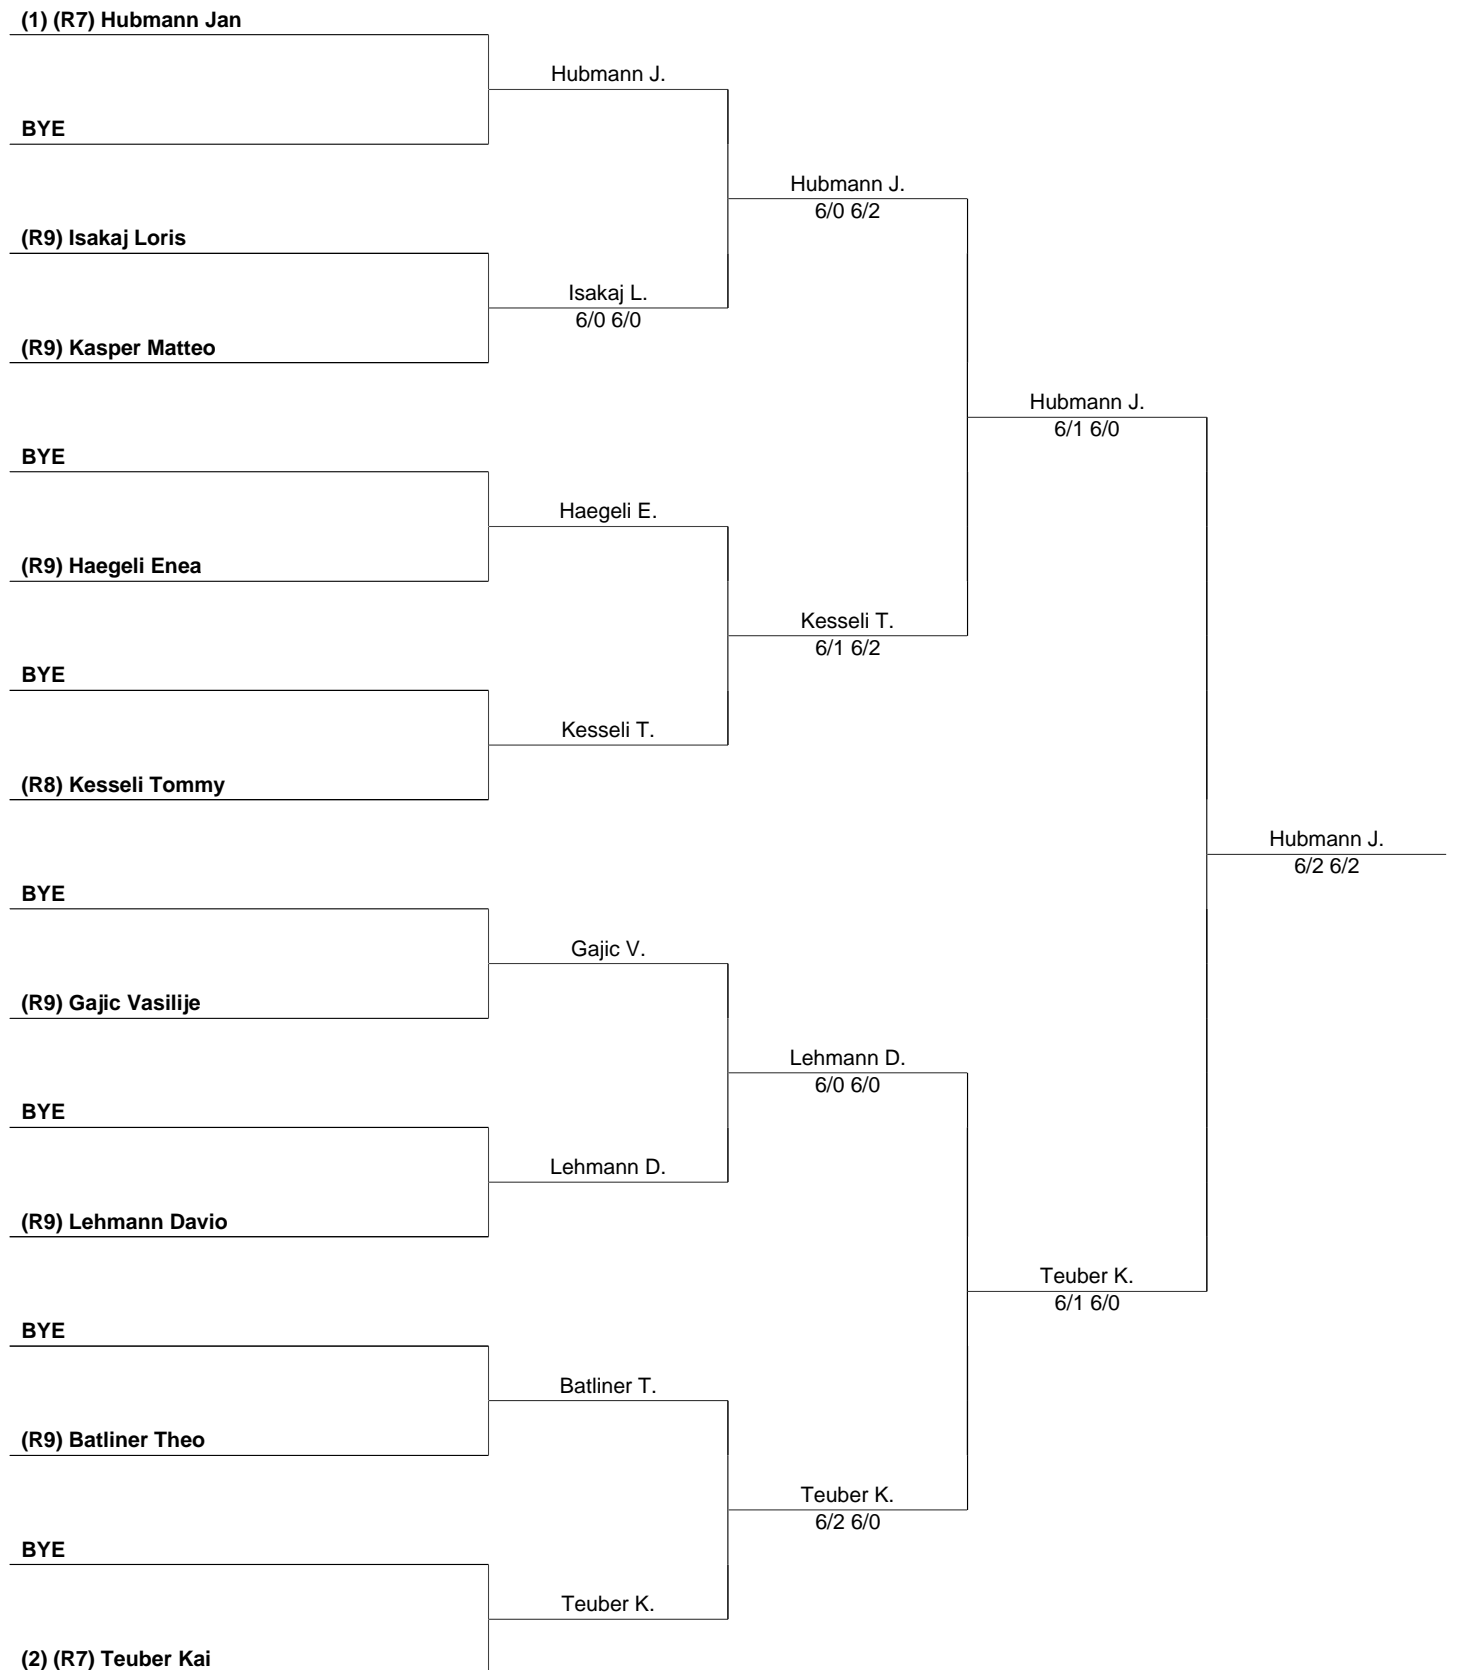 (1) (R7) Hubmann Jan
Hubmann J.
BYE
Hubmann J.
6/0 6/2
(R9) Isakaj Loris
Isakaj L.
6/0 6/0
(R9) Kasper Matteo
Hubmann J.
6/1 6/0
BYE
Haegeli E.
(R9) Haegeli Enea
Kesseli T.
6/1 6/2
BYE
Kesseli T.
(R8) Kesseli Tommy
Hubmann J.
6/2 6/2
BYE
Gajic V.
(R9) Gajic Vasilije
Lehmann D.
6/0 6/0
BYE
Lehmann D.
(R9) Lehmann Davio
Teuber K.
6/1 6/0
BYE
Batliner T.
(R9) Batliner Theo
Teuber K.
6/2 6/0
BYE
Teuber K.
(2) (R7) Teuber Kai